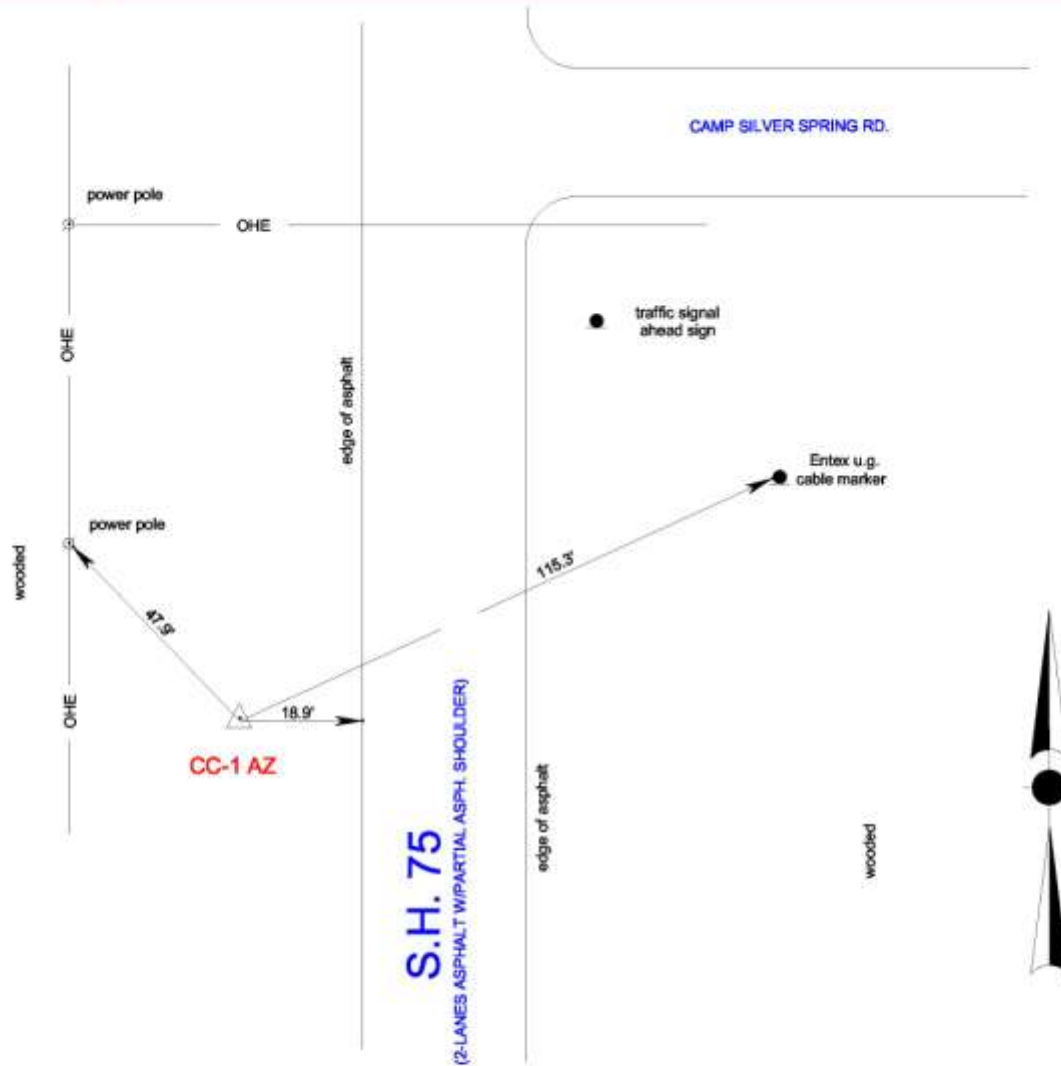 CAMP SILVER SPRING RD.
power pole
OHE
traffic signal
ahead sign
OHE
edge of asphalt
Entex u.g.
cable marker
power pole
wooded
115.3'
47.9'
OHE
18.9'
CC-1 AZ
S.H. 75
(2-LANES ASPHALT W/PARTIAL ASPH. SHOULDER)
edge of asphalt
wooded